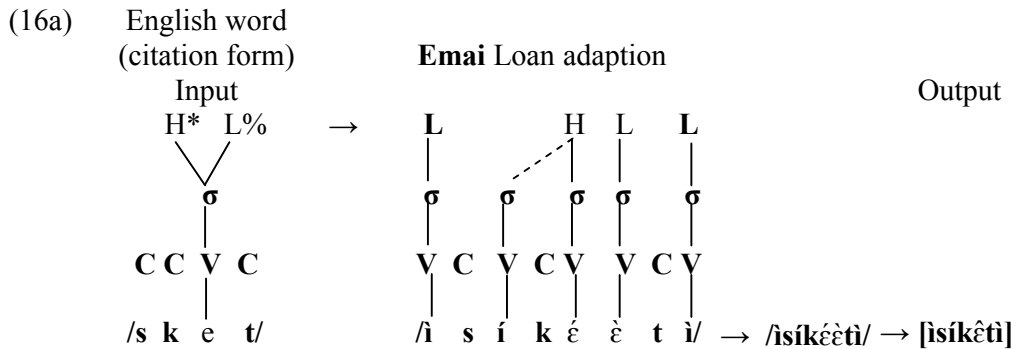 (16a) English word
(citation form) Emai Loan adaption
Input Output
H* L% → L H L L
σ σ σ σ σ σ
C C V C V C V C V V C V
/s k e t/ /ì s í k ɛ́ ɛ̀ t ì/ → /ìsíkɛ́ɛ̀tì/ → [ìsíkɛ̂tì]